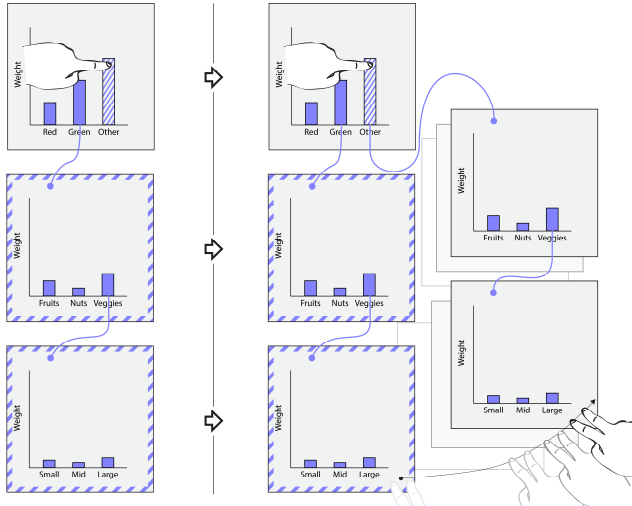 Weight
Red Green Other
Weight
Fruits Nuts Veggies
Weight
Small Mid Large
Weight
Red Green Other
Weight
Fruits Nuts Veggies
Weight
Small Mid Large
Weight
Fruits Nuts Veggies
Weight
Small Mid Large